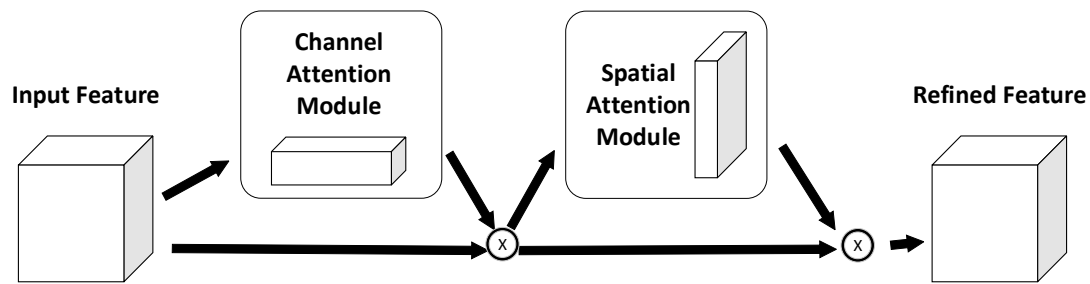 Input Feature
Channel
Attention
Module
X
Spatial
Attention
Module
X
Refined Feature